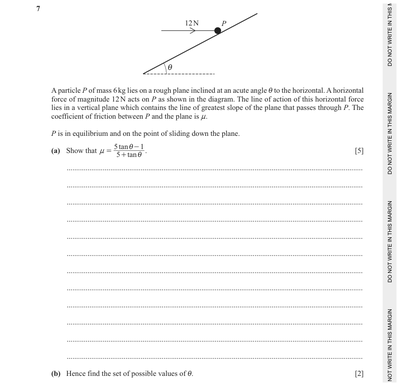 7
12 N
P
θ
A particle P of mass 6 kg lies on a rough plane inclined at an acute angle θ to the horizontal. A horizontal
force of magnitude 12 N acts on P as shown in the diagram. The line of action of this horizontal force
lies in a vertical plane which contains the line of greatest slope of the plane that passes through P. The
coefficient of friction between P and the plane is μ.
P is in equilibrium and on the point of sliding down the plane.
(a) Show that μ = (5 tan θ − 1)/(5 + tan θ). [5]
(b) Hence find the set of possible values of θ. [2]
DO NOT WRITE IN THIS M
DO NOT WRITE IN THIS MARGIN
DO NOT WRITE IN THIS MARGIN
NOT WRITE IN THIS MARGIN